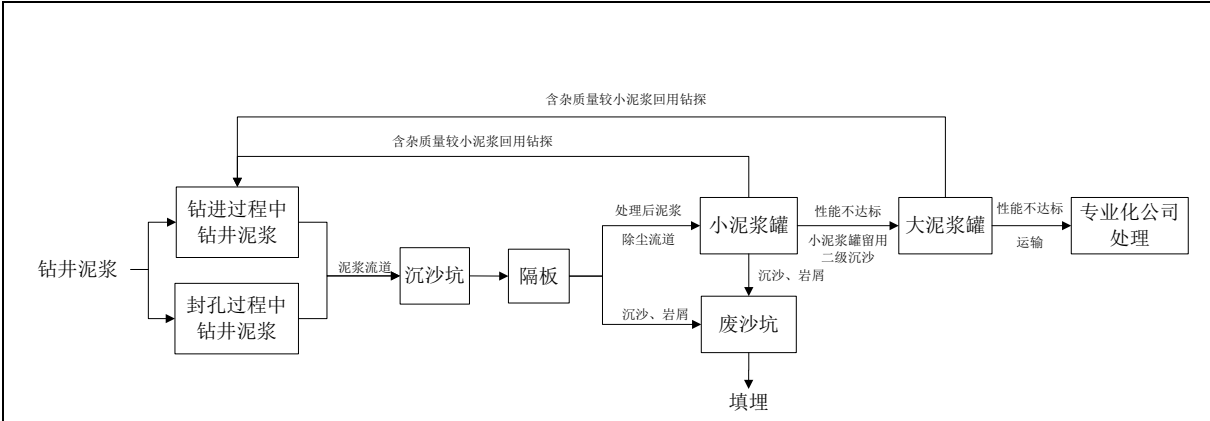 含杂质量较小泥浆回用钻探
含杂质量较小泥浆回用钻探
钻井泥浆
钻进过程中
钻井泥浆
封孔过程中
钻井泥浆
泥浆流道
沉沙坑
隔板
处理后泥浆
除尘流道
沉沙、岩屑
小泥浆罐
沉沙、岩屑
废沙坑
填埋
性能不达标
小泥浆罐留用
二级沉沙
大泥浆罐
性能不达标
运输
专业化公司
处理